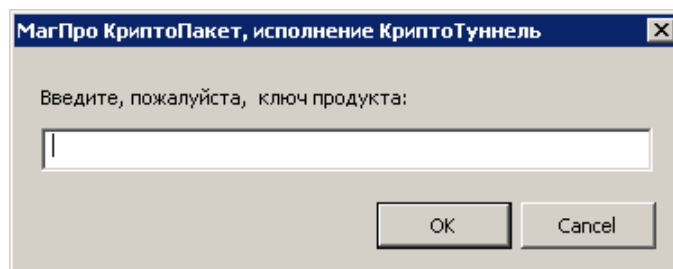 МагПро КриптоПакет, исполнение КриптоТуннель
Введите, пожалуйста, ключ продукта:
OK
Cancel